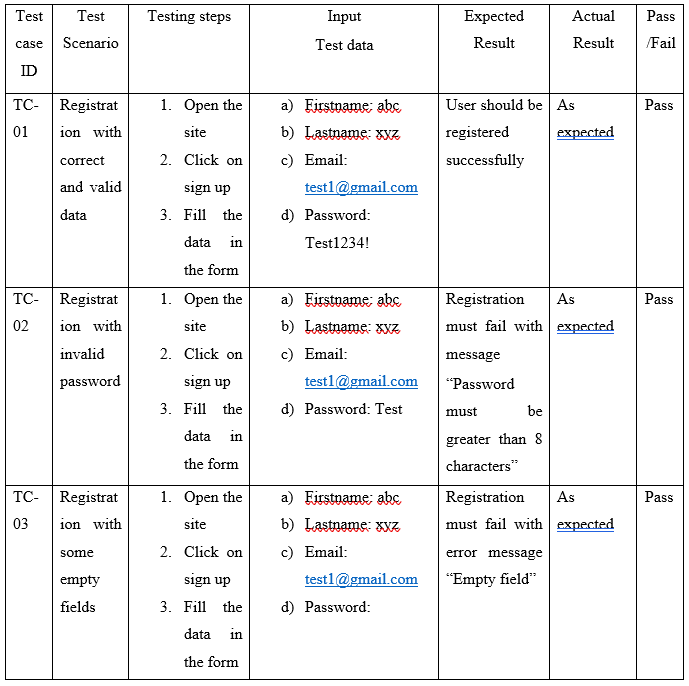 Test
case
ID
Test
Scenario
Testing steps
Input
Test data
Expected
Result
Actual
Result
Pass
/Fail
TC-
01
Registrat
ion with
correct
and valid
data
1. Open the
site
2. Click on
sign up
3. Fill the
data in
the form
a) Firstname: abc
b) Lastname: xyz
c) Email:
test1@gmail.com
d) Password:
Test1234!
User should be
registered
successfully
As
expected
Pass
TC-
02
Registrat
ion with
invalid
password
1. Open the
site
2. Click on
sign up
3. Fill the
data in
the form
a) Firstname: abc
b) Lastname: xyz
c) Email:
test1@gmail.com
d) Password: Test
Registration
must fail with
message
“Password
must be
greater than 8
characters”
As
expected
Pass
TC-
03
Registrat
ion with
some
empty
fields
1. Open the
site
2. Click on
sign up
3. Fill the
data in
the form
a) Firstname: abc
b) Lastname: xyz
c) Email:
test1@gmail.com
d) Password:
Registration
must fail with
error message
“Empty field”
As
expected
Pass